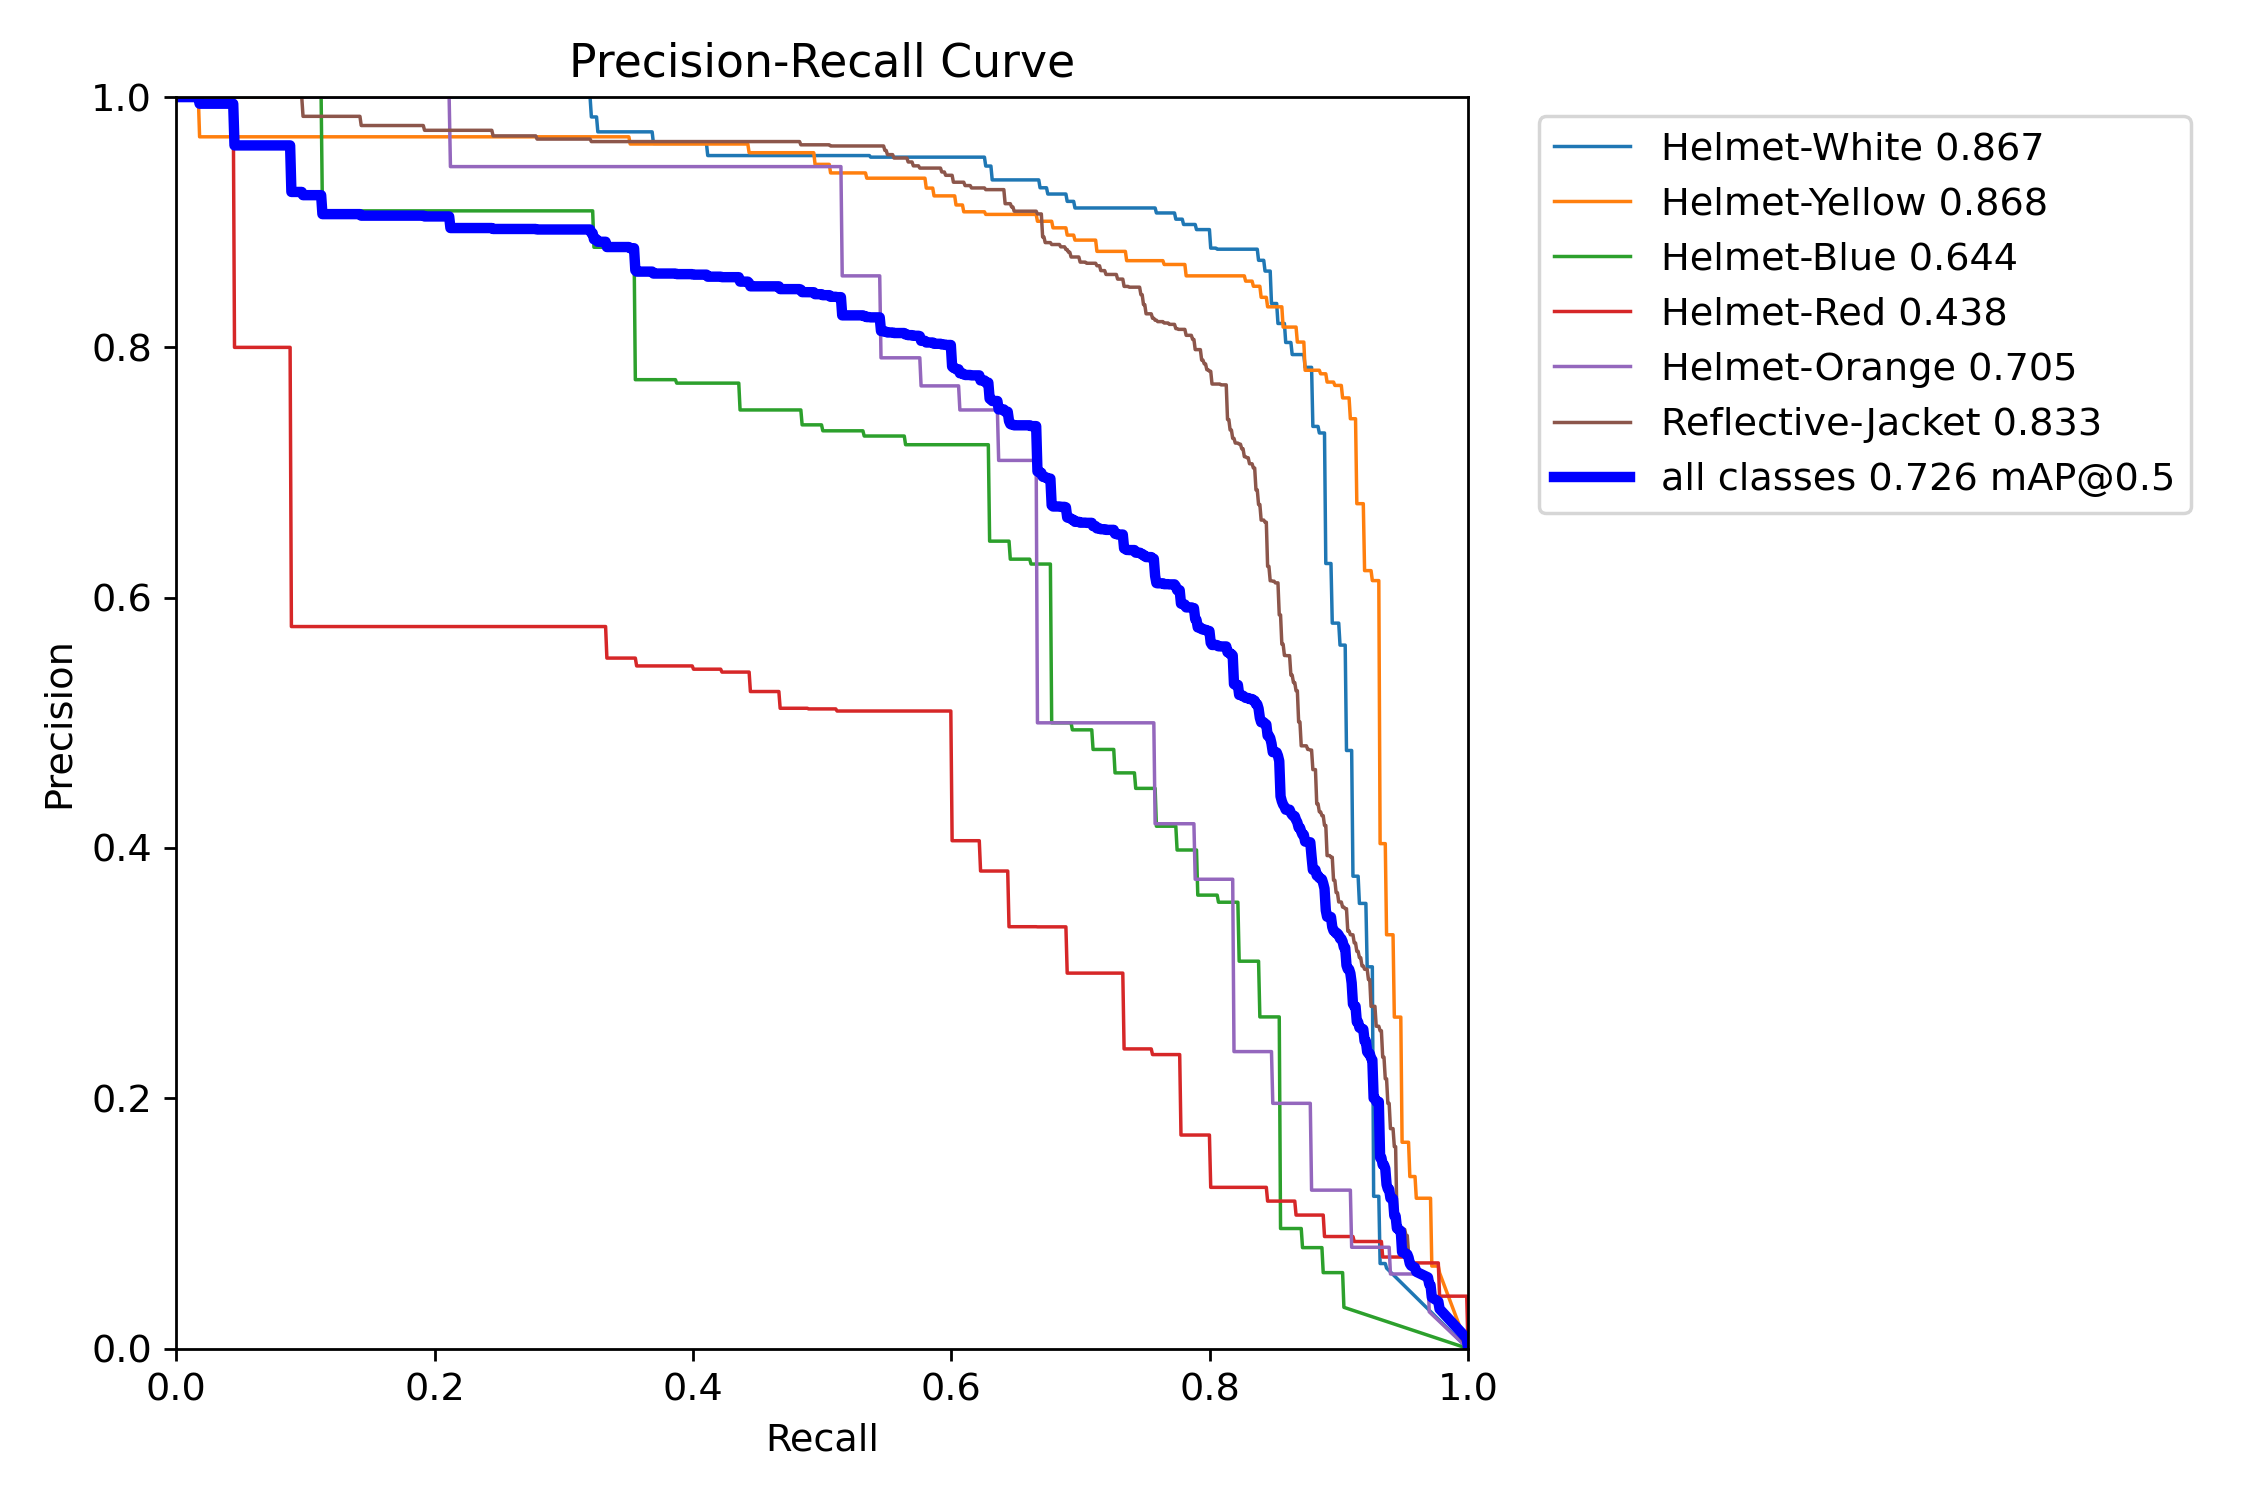 Precision-Recall Curve
1.0
0.8
0.6
0.4
0.2
0.0
Precision
0.0 0.2 0.4 0.6 0.8 1.0
Recall
Helmet-White 0.867
Helmet-Yellow 0.868
Helmet-Blue 0.644
Helmet-Red 0.438
Helmet-Orange 0.705
Reflective-Jacket 0.833
all classes 0.726 mAP@0.5